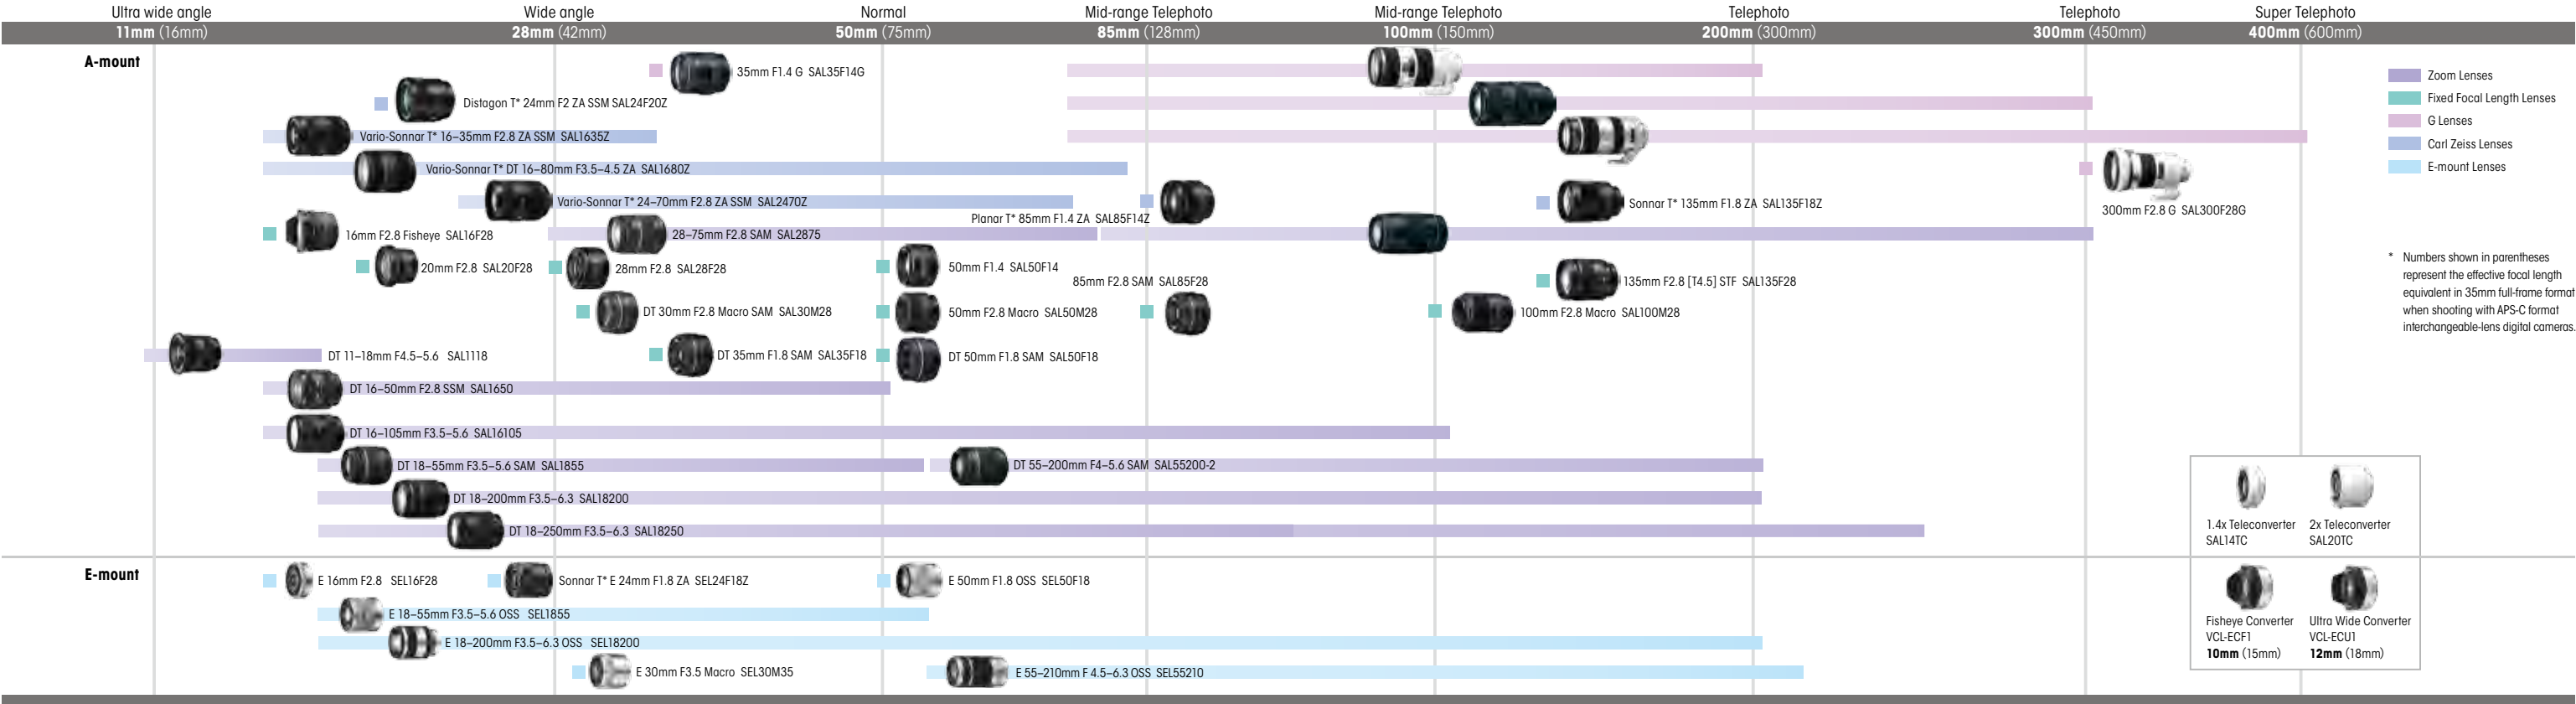 Ultra wide angle Wide angle Normal Mid-range Telephoto Mid-range Telephoto Telephoto Telephoto Super Telephoto
11mm (16mm) 28mm (42mm) 50mm (75mm) 85mm (128mm) 100mm (150mm) 200mm (300mm) 300mm (450mm) 400mm (600mm)
A-mount
35mm F1.4 G SAL35F14G
Distagon T* 24mm F2 ZA SSM SAL24F20Z
Vario-Sonnar T* 16–35mm F2.8 ZA SSM SAL1635Z
Vario-Sonnar T* DT 16–80mm F3.5–4.5 ZA SAL1680Z
Vario-Sonnar T* 24–70mm F2.8 ZA SSM SAL2470Z
Planar T* 85mm F1.4 ZA SAL85F14Z
Sonnar T* 135mm F1.8 ZA SAL135F18Z
300mm F2.8 G SAL300F28G
16mm F2.8 Fisheye SAL16F28
28–75mm F2.8 SAM SAL2875
20mm F2.8 SAL20F28
28mm F2.8 SAL28F28
50mm F1.4 SAL50F14
85mm F2.8 SAM SAL85F28
135mm F2.8 [T4.5] STF SAL135F28
DT 30mm F2.8 Macro SAM SAL30M28
50mm F2.8 Macro SAL50M28
100mm F2.8 Macro SAL100M28
DT 11–18mm F4.5–5.6 SAL1118
DT 35mm F1.8 SAM SAL35F18
DT 50mm F1.8 SAM SAL50F18
DT 16–50mm F2.8 SSM SAL1650
DT 16–105mm F3.5–5.6 SAL16105
DT 18–55mm F3.5–5.6 SAM SAL1855
DT 55–200mm F4–5.6 SAM SAL55200-2
DT 18–200mm F3.5–6.3 SAL18200
DT 18–250mm F3.5–6.3 SAL18250
Zoom Lenses
Fixed Focal Length Lenses
G Lenses
Carl Zeiss Lenses
E-mount Lenses
* Numbers shown in parentheses
represent the effective focal length
equivalent in 35mm full-frame format
when shooting with APS-C format
interchangeable-lens digital cameras.
1.4x Teleconverter
SAL14TC
2x Teleconverter
SAL20TC
E-mount
E 16mm F2.8 SEL16F28
Sonnar T* E 24mm F1.8 ZA SEL24F18Z
E 50mm F1.8 OSS SEL50F18
E 18–55mm F3.5–5.6 OSS SEL1855
E 18–200mm F3.5–6.3 OSS SEL18200
E 30mm F3.5 Macro SEL30M35
E 55–210mm F 4.5–6.3 OSS SEL55210
Fisheye Converter
VCL-ECF1
10mm (15mm)
Ultra Wide Converter
VCL-ECU1
12mm (18mm)